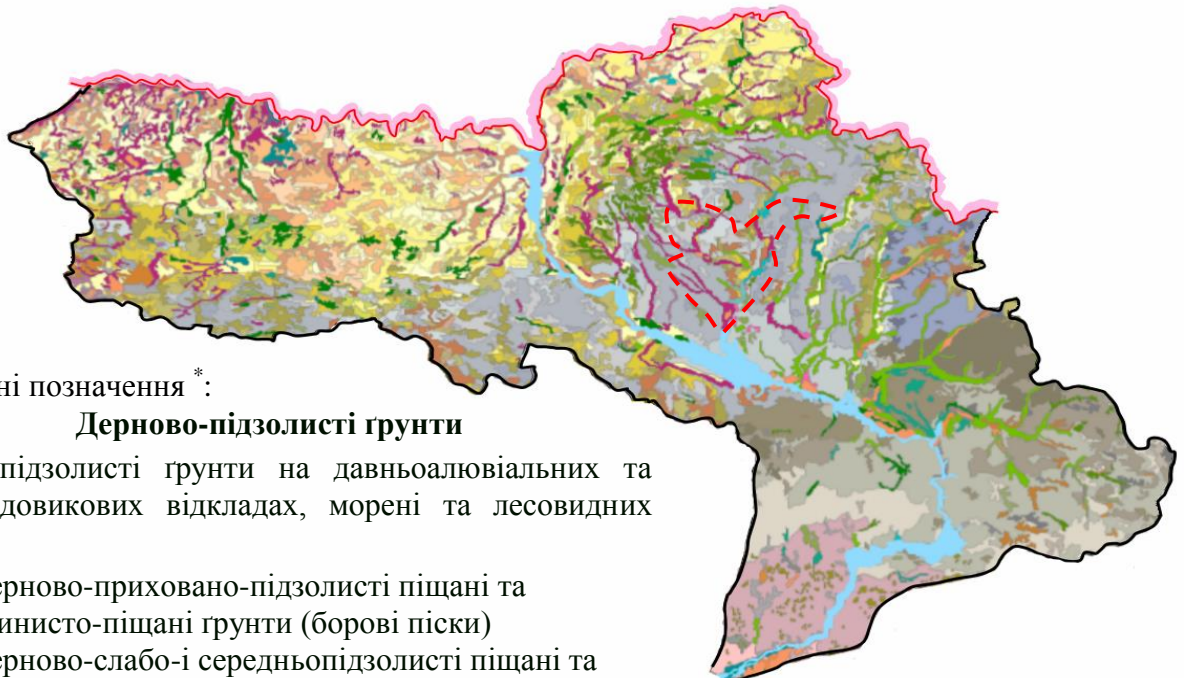 ні позначення *:
Дерново-підзолисті ґрунти
підзолисті ґрунти на давньоалювіальних та
довикових відкладах, морені та лесовидних
ерново-приховано-підзолисті піщані та
инисто-піщані ґрунти (борові піски)
ерново-слабо-і середньопідзолисті піщані та